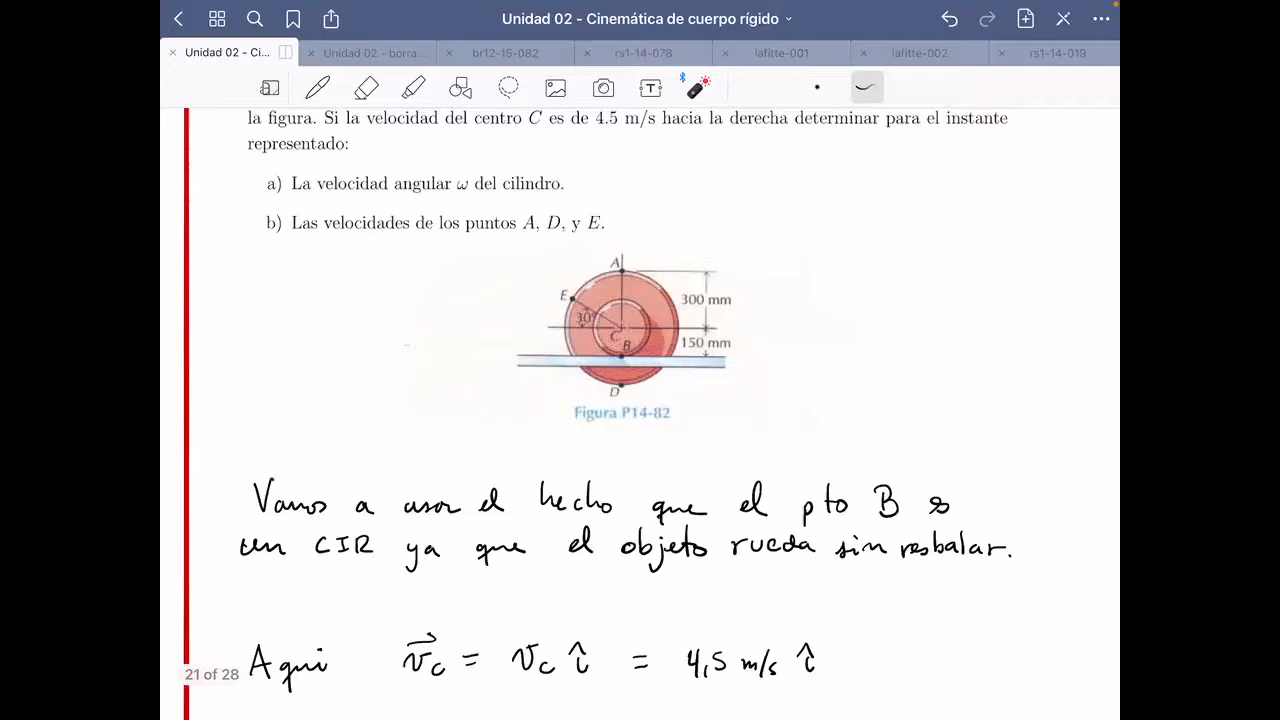 Unidad 02 - Cinemática de cuerpo rígido
Unidad 02 - Ci...
Unidad 02 - borra...
br12-15-082
rs1-14-078
lafitte-001
lafitte-002
rs1-14-019
T
la figura. Si la velocidad del centro C es de 4.5 m/s hacia la derecha determinar para el instante
representado:
a) La velocidad angular ω del cilindro.
b) Las velocidades de los puntos A, D, y E.
A
E
300 mm
30°
C
B
150 mm
D
Figura P14-82
Vamos a usar el hecho que el pto B es
un CIR ya que el objeto rueda sin resbalar.
Aqui v⃗c = vc î = 4,5 m/s î
21 of 28